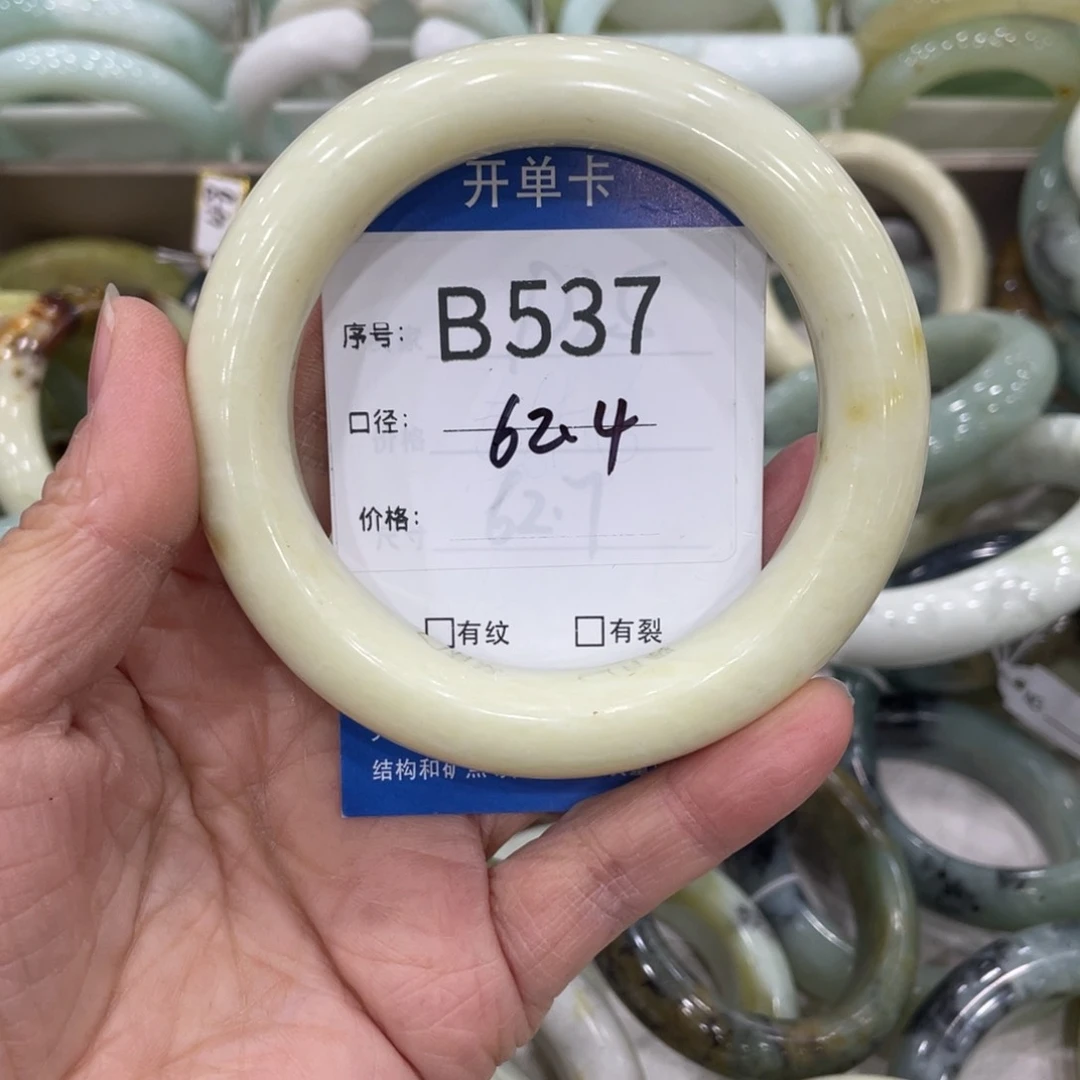 开单卡
序号: B537
口径: 62.4
价格:
□有纹 □有裂
结构和矿